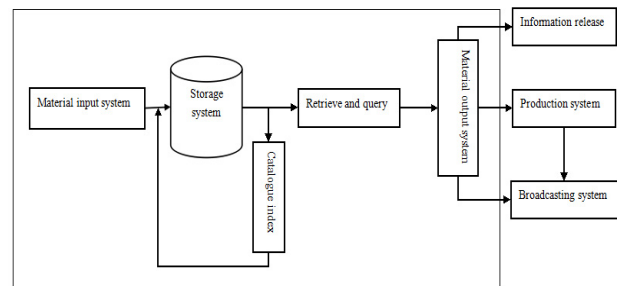 Information release
Material input system
Storage
system
Retrieve and query
Material output system
Production system
Catalogue index
Broadcasting system